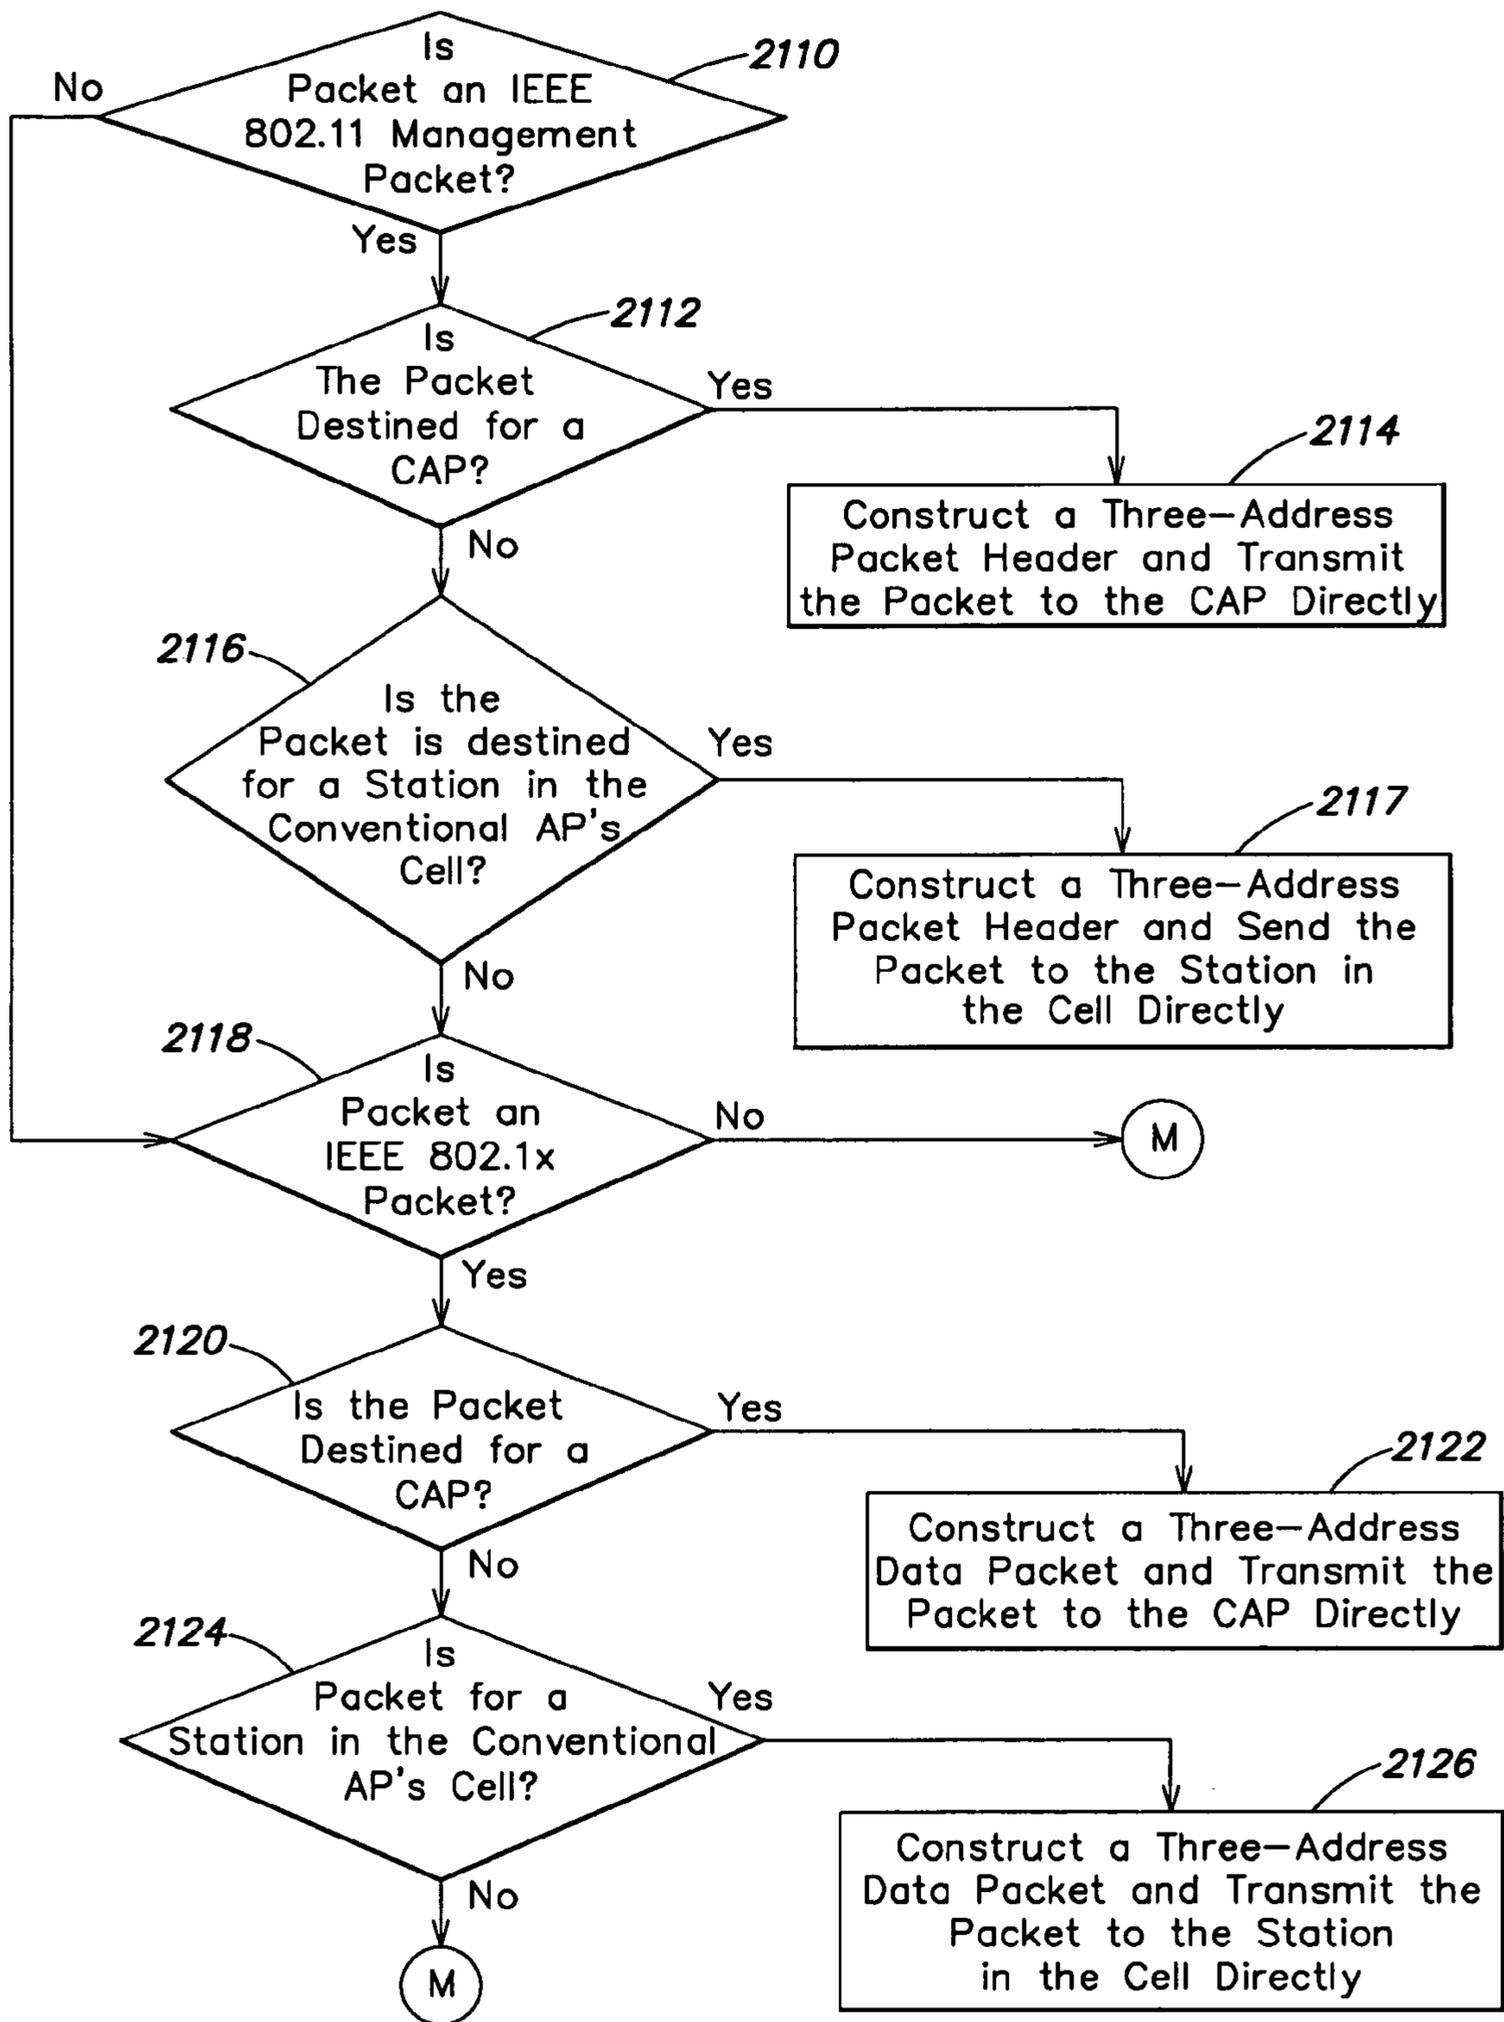 Is
Packet an IEEE
802.11 Management
Packet?
2110
No
Yes
Is
The Packet
Destined for a
CAP?
2112
Yes
2114
Construct a Three-Address
Packet Header and Transmit
the Packet to the CAP Directly
No
2116
Is the
Packet is destined
for a Station in the
Conventional AP's
Cell?
Yes
2117
Construct a Three-Address
Packet Header and Send the
Packet to the Station in
the Cell Directly
No
2118
Is
Packet an
IEEE 802.1x
Packet?
No
M
Yes
2120
Is the Packet
Destined for a
CAP?
Yes
2122
Construct a Three-Address
Data Packet and Transmit the
Packet to the CAP Directly
No
2124
Is
Packet for a
Station in the Conventional
AP's Cell?
Yes
2126
Construct a Three-Address
Data Packet and Transmit the
Packet to the Station
in the Cell Directly
No
M